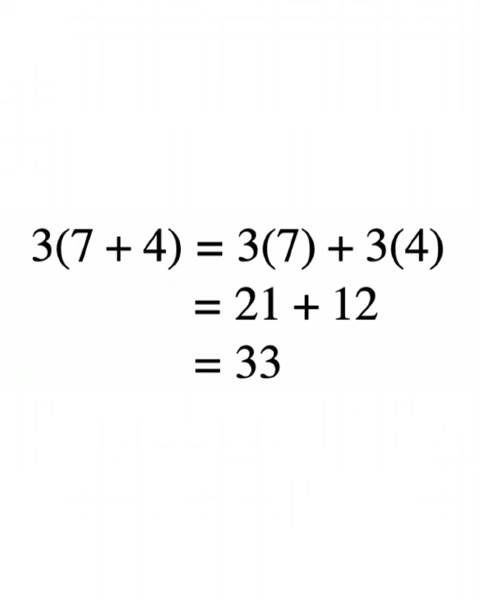 3(7 + 4) = 3(7) + 3(4)
= 21 + 12
= 33